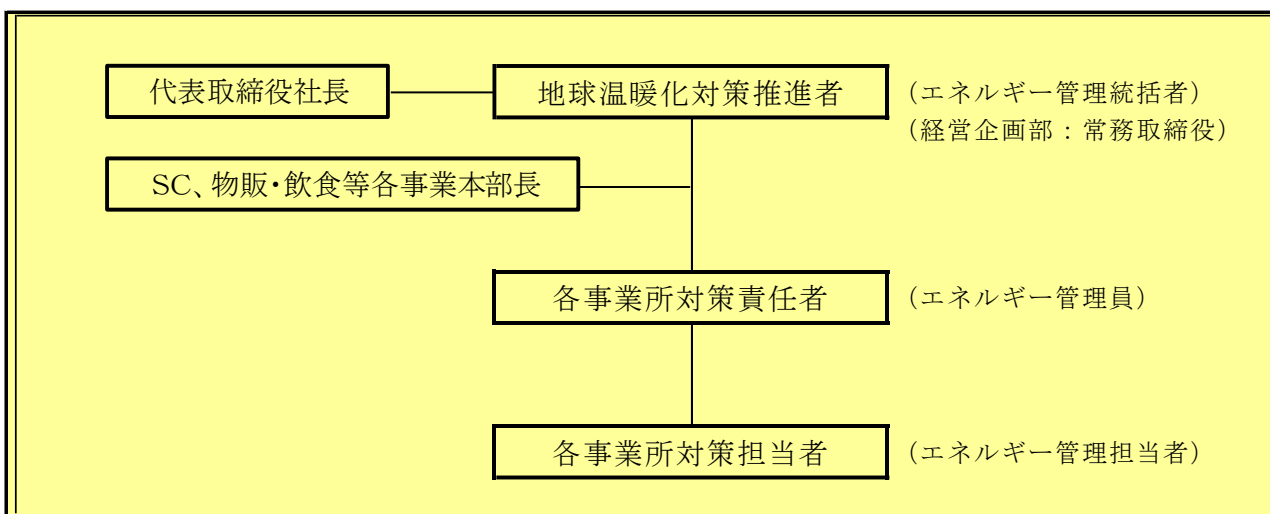 代表取締役社長
地球温暖化対策推進者
（エネルギー管理統括者）
（経営企画部：常務取締役）
SC、物販・飲食等各事業本部長
各事業所対策責任者
（エネルギー管理員）
各事業所対策担当者
（エネルギー管理担当者）